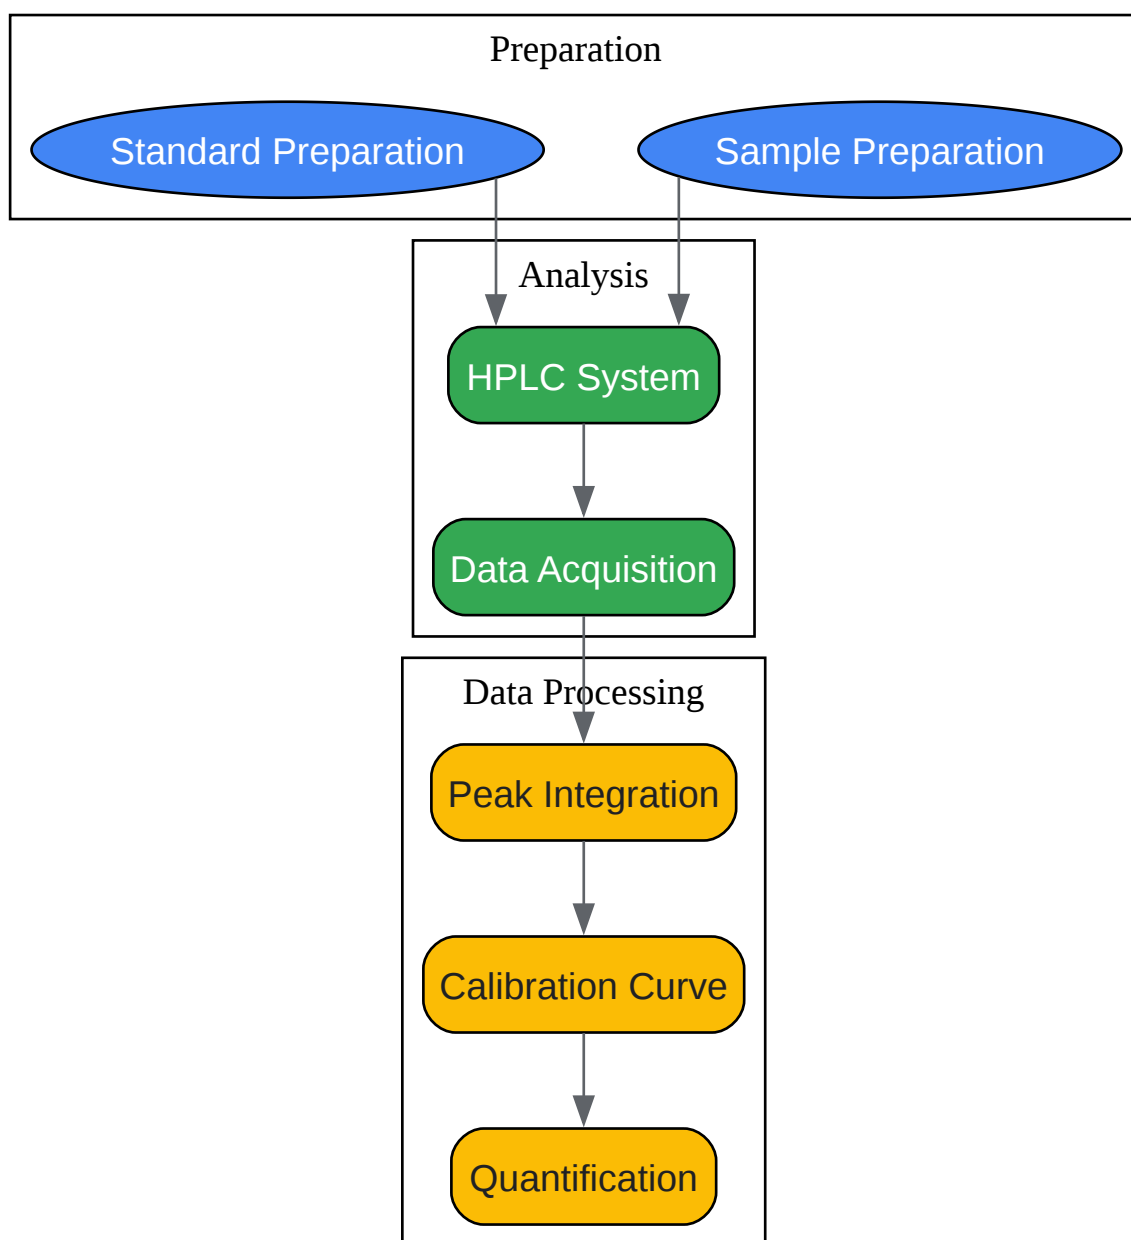 Preparation
Standard Preparation
Sample Preparation
Analysis
HPLC System
Data Acquisition
Data Processing
Peak Integration
Calibration Curve
Quantification